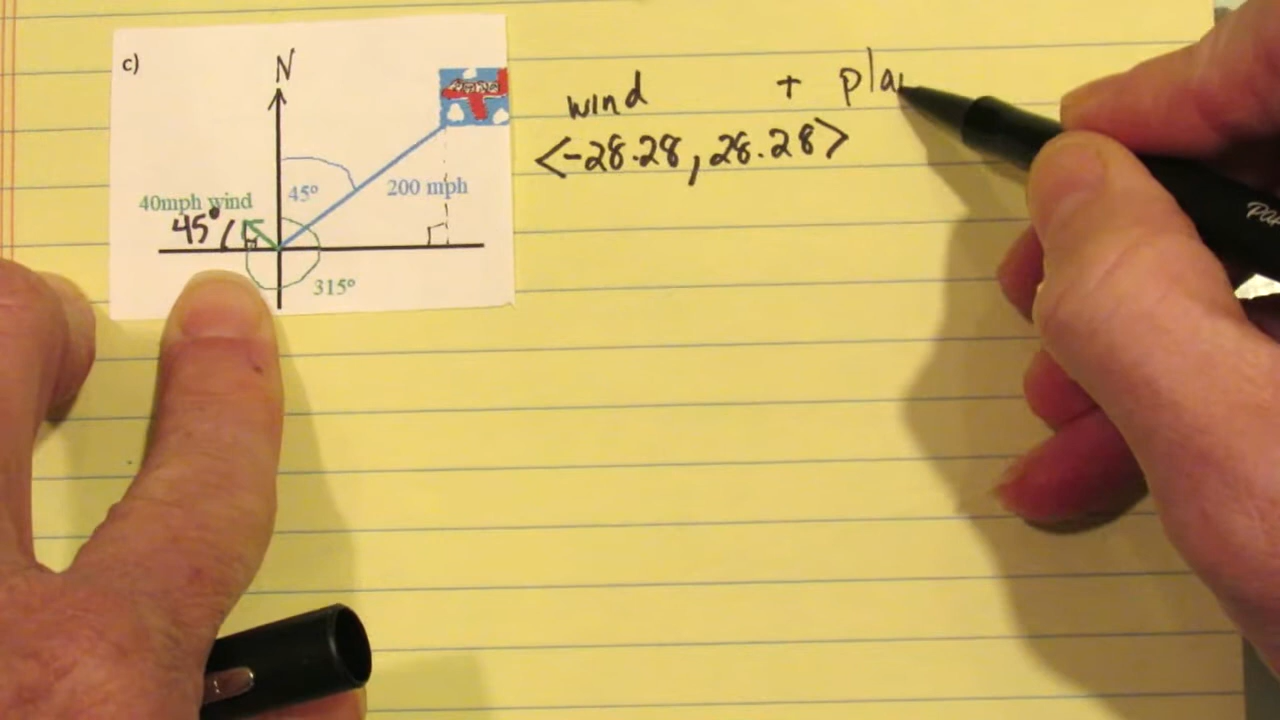 c)
N
wind + pla
<-28.28, 28.28>
45°
200 mph
40mph wind
45°
315°